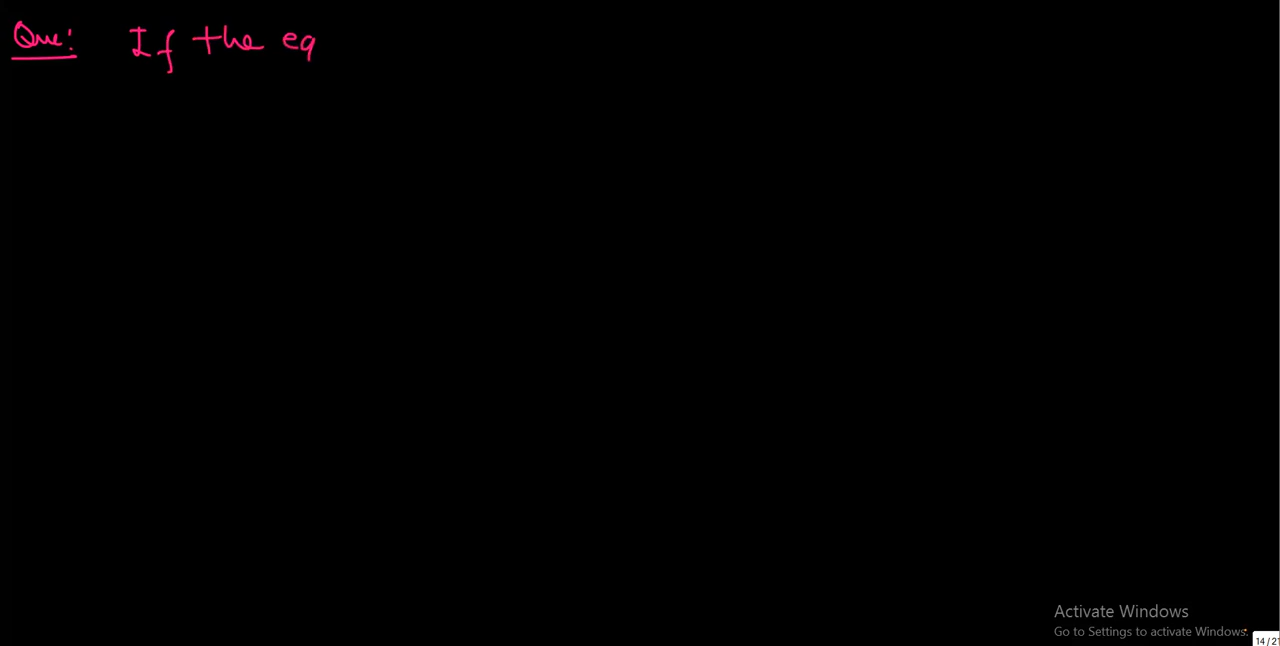 Que: If the eq
Activate Windows
Go to Settings to activate Windows.
14 / 21